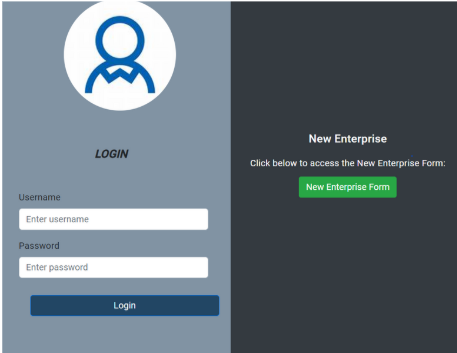 LOGIN
Username
Enter username
Password
Enter password
Login
New Enterprise
Click below to access the New Enterprise Form:
New Enterprise Form